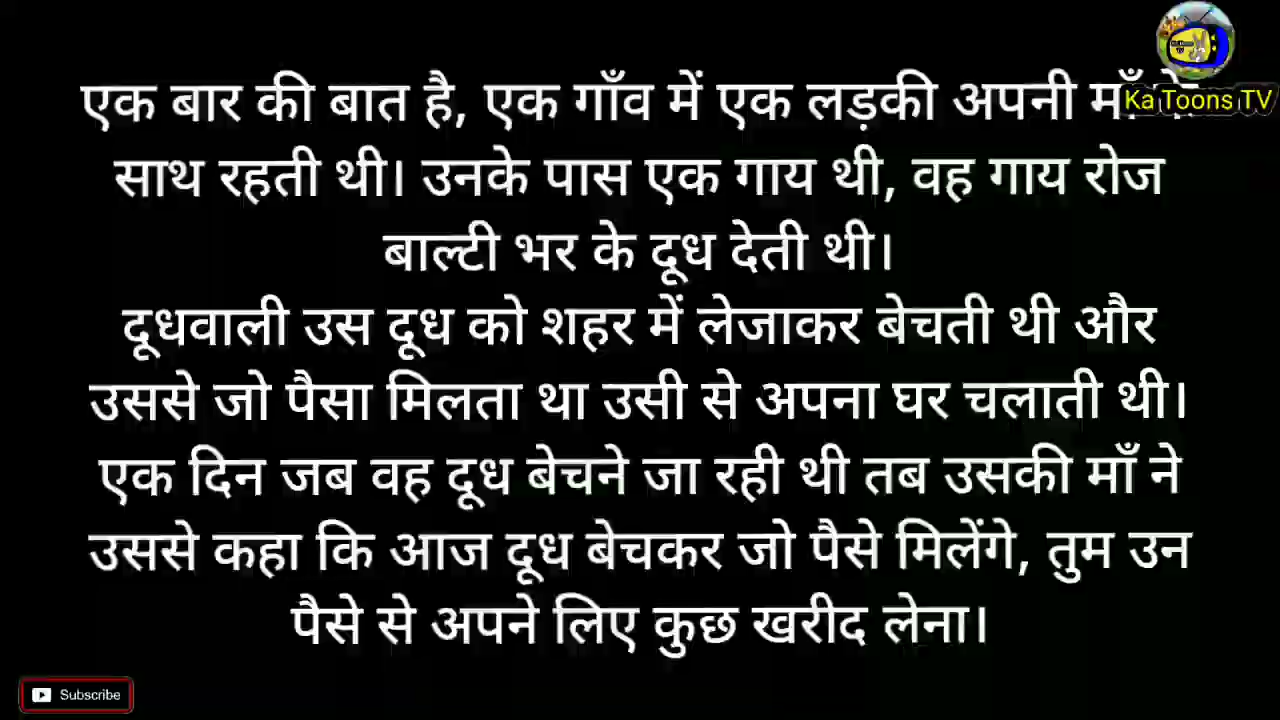 एक बार की बात है, एक गाँव में एक लड़की अपनी माँ
Ka Toons TV
साथ रहती थी। उनके पास एक गाय थी, वह गाय रोज
बाल्टी भर के दूध देती थी।
दूधवाली उस दूध को शहर में लेजाकर बेचती थी और
उससे जो पैसा मिलता था उसी से अपना घर चलाती थी।
एक दिन जब वह दूध बेचने जा रही थी तब उसकी माँ ने
उससे कहा कि आज दूध बेचकर जो पैसे मिलेंगे, तुम उन
पैसे से अपने लिए कुछ खरीद लेना।
Subscribe